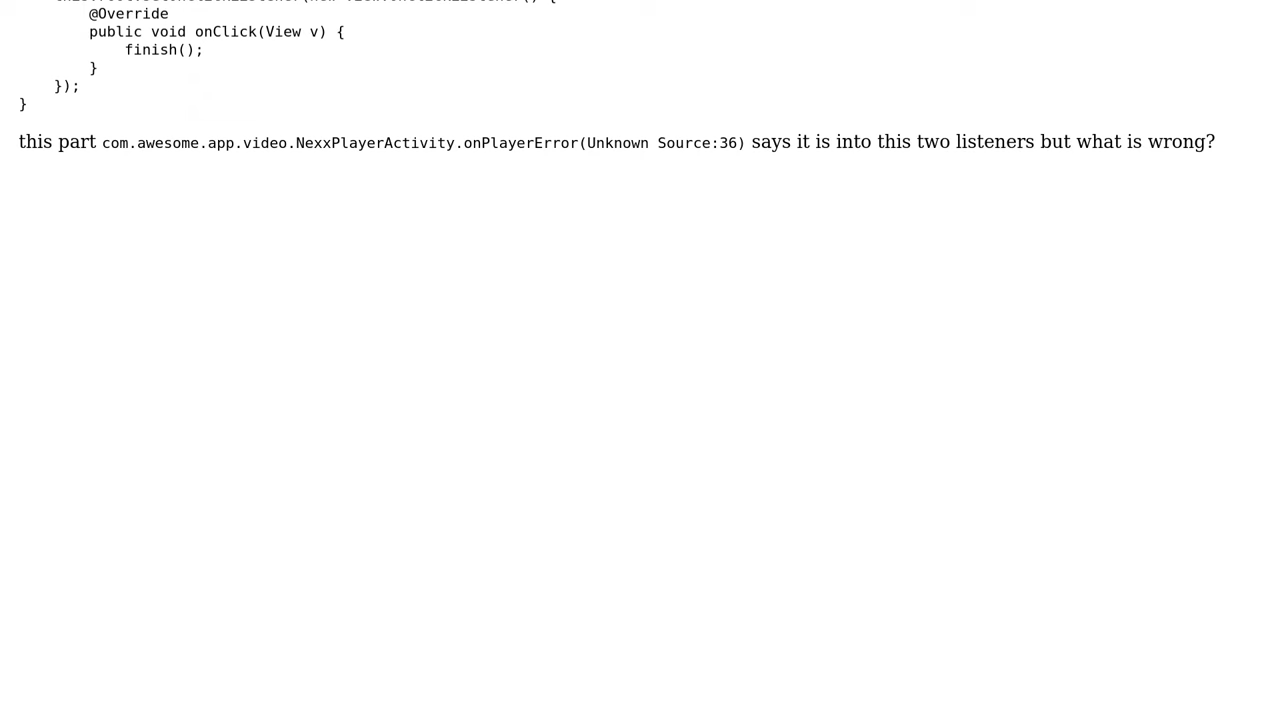 @Override
public void onClick(View v) {
finish();
}
});
}
this part com.awesome.app.video.NexxPlayerActivity.onPlayerError(Unknown Source:36) says it is into this two listeners but what is wrong?